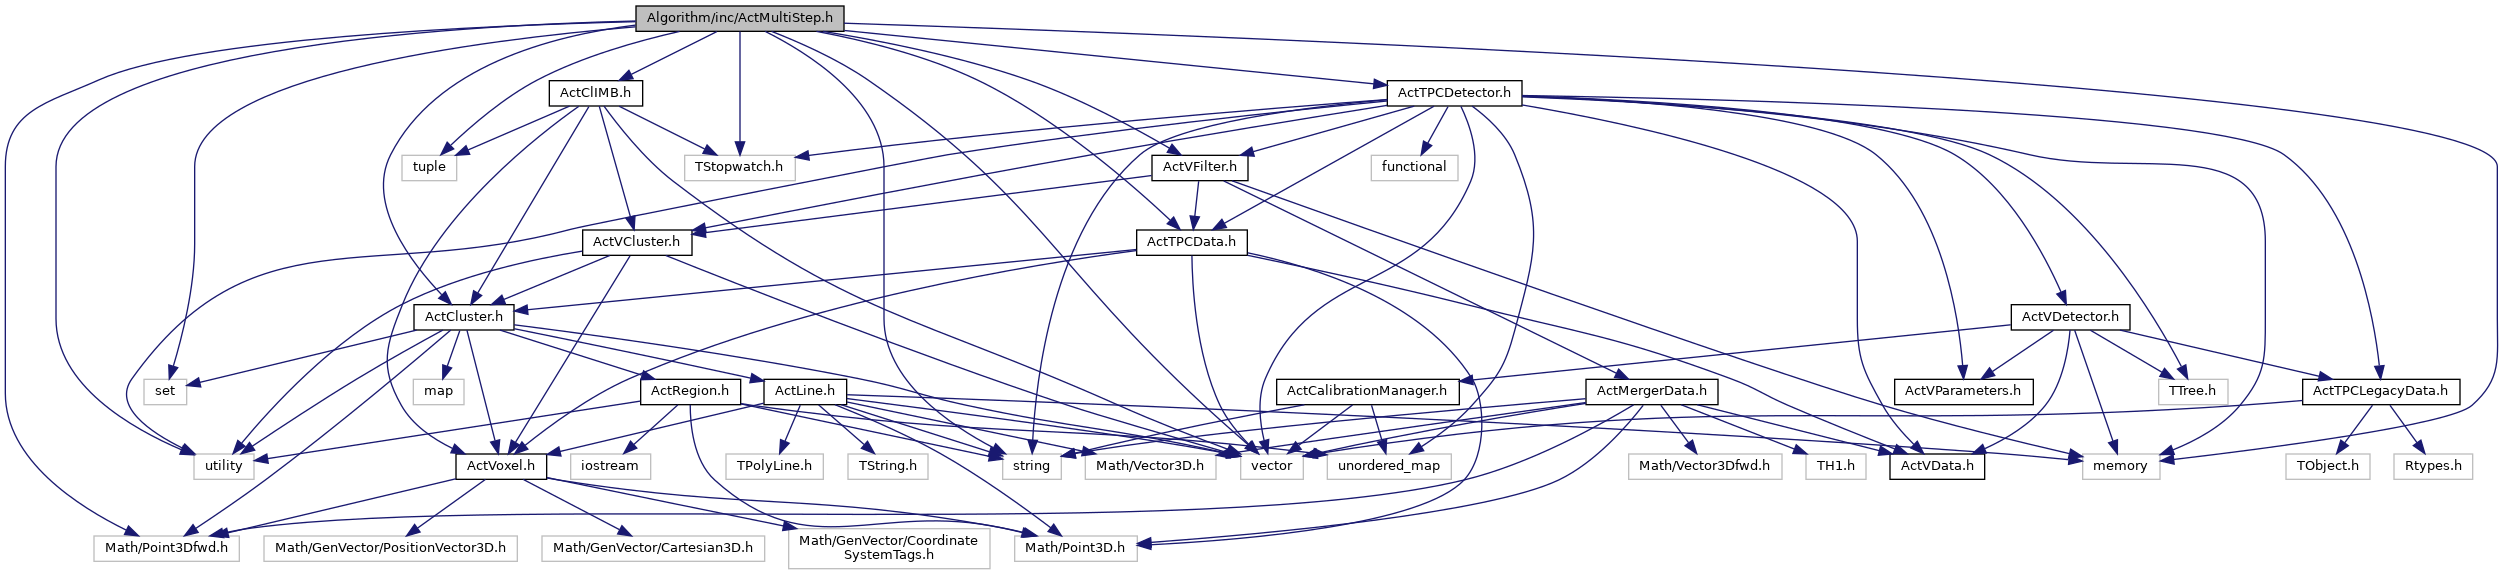 Algorithm/inc/ActMultiStep.h
ActClIMB.h
ActTPCDetector.h
tuple
TStopwatch.h
ActVFilter.h
functional
ActVCluster.h
ActTPCData.h
ActCluster.h
ActVDetector.h
set
map
ActRegion.h
ActLine.h
ActCalibrationManager.h
ActMergerData.h
ActVParameters.h
TTree.h
ActTPCLegacyData.h
utility
ActVoxel.h
iostream
TPolyLine.h
TString.h
string
Math/Vector3D.h
vector
unordered_map
Math/Vector3Dfwd.h
TH1.h
ActVData.h
memory
TObject.h
Rtypes.h
Math/Point3Dfwd.h
Math/GenVector/PositionVector3D.h
Math/GenVector/Cartesian3D.h
Math/GenVector/Coordinate
SystemTags.h
Math/Point3D.h